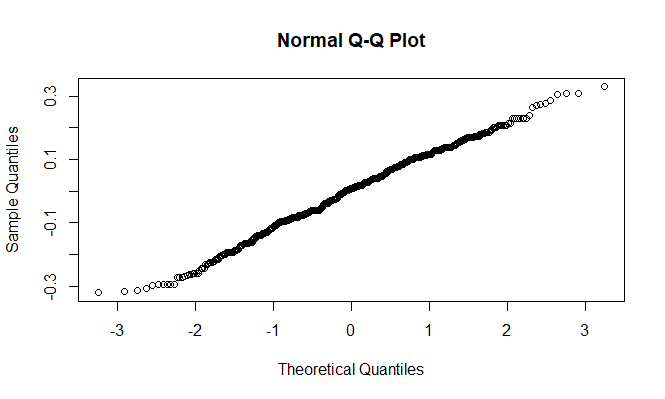 Normal Q-Q Plot
0.3
0.1
-0.1
-0.3
Sample Quantiles
-3 -2 -1 0 1 2 3
Theoretical Quantiles